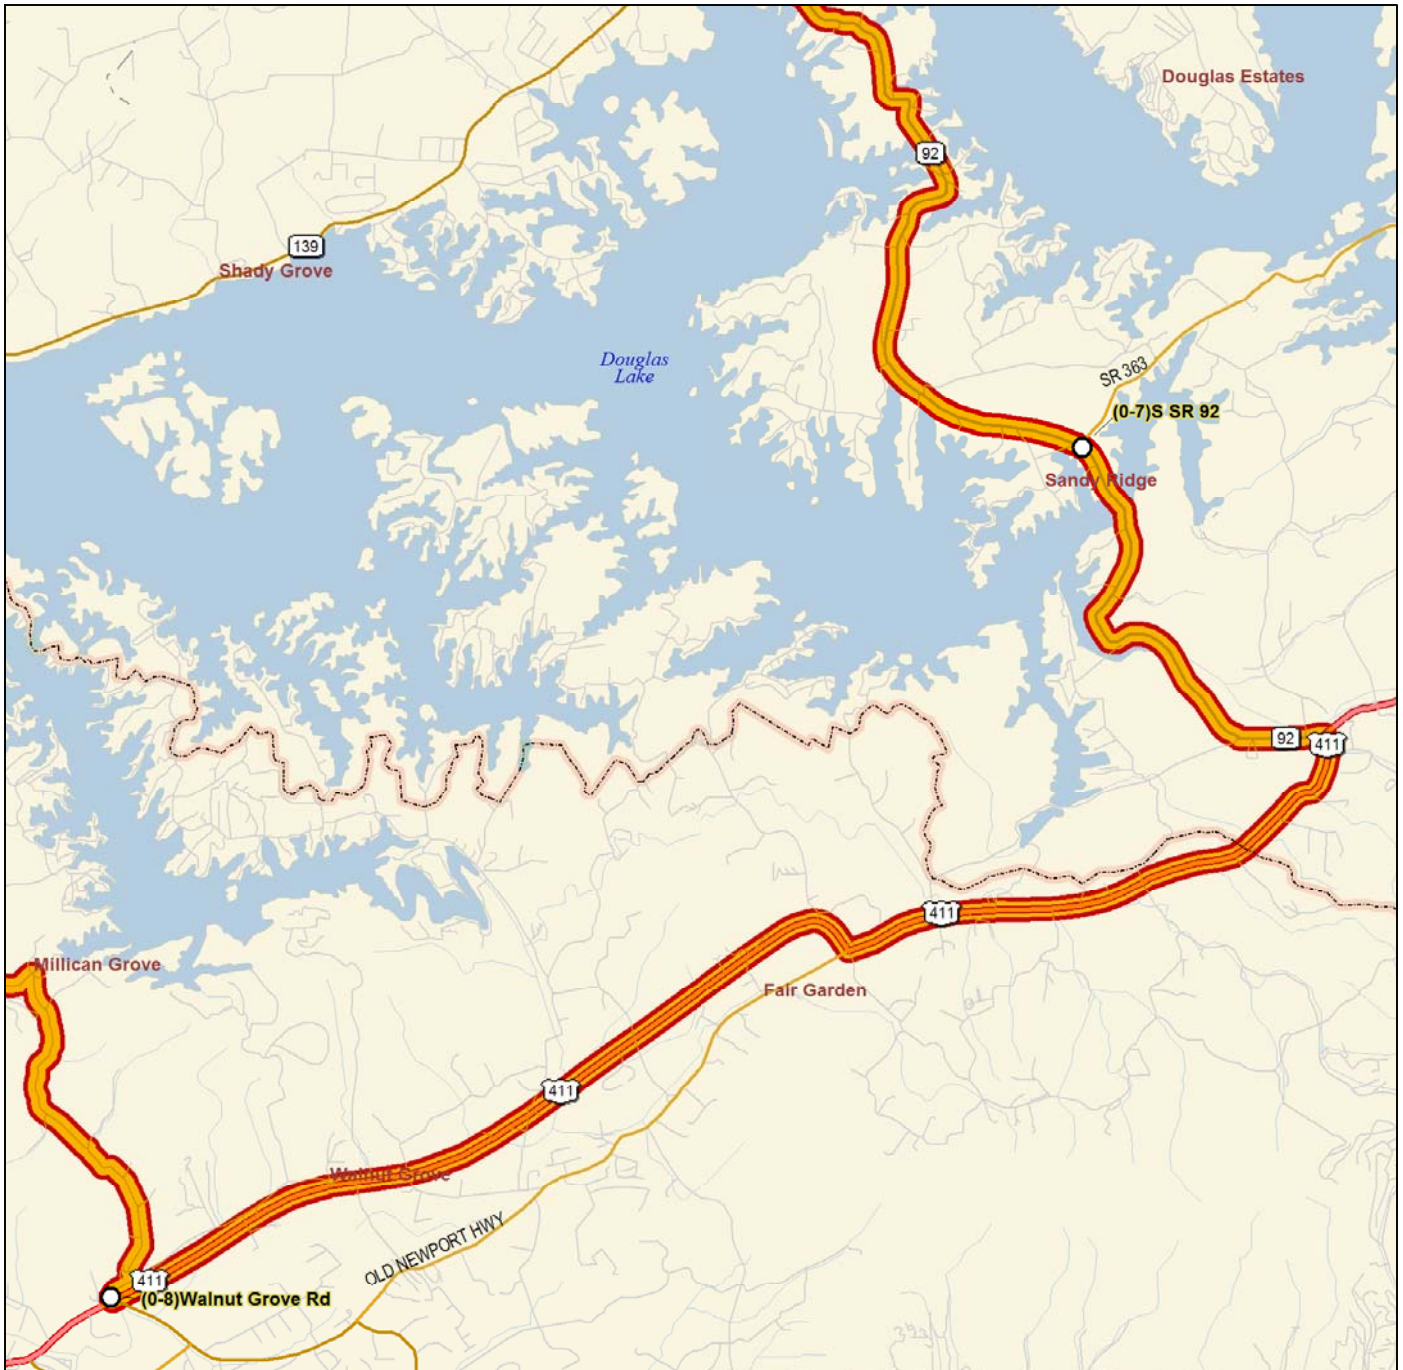 Douglas Estates
92
139
Shady Grove
Douglas
Lake
SR 363
(0-7)S SR 92
Sandy Ridge
92
411
411
Millican Grove
Fair Garden
411
Walnut Grove
OLD NEWPORT HWY
411
(0-8)Walnut Grove Rd